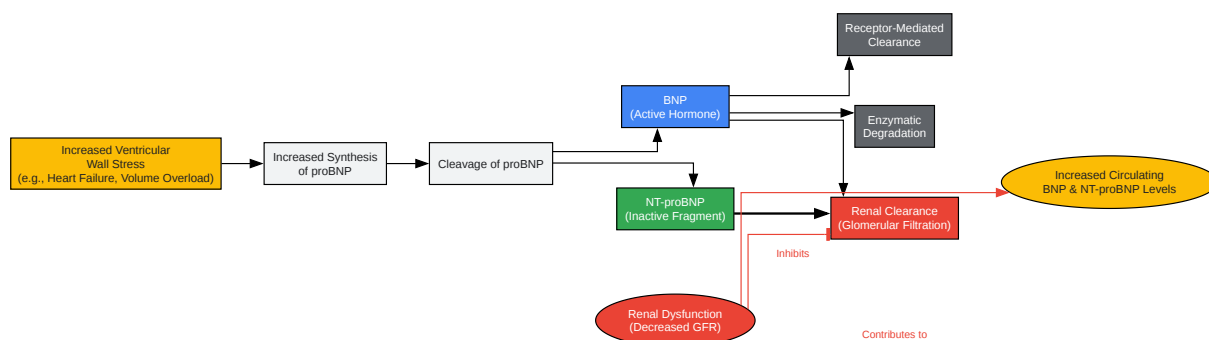 Receptor-Mediated
Clearance
BNP
(Active Hormone)
Enzymatic
Degradation
Increased Ventricular
Wall Stress
(e.g., Heart Failure, Volume Overload)
Increased Synthesis
of proBNP
Cleavage of proBNP
Increased Circulating
BNP & NT-proBNP Levels
NT-proBNP
(Inactive Fragment)
Renal Clearance
(Glomerular Filtration)
Inhibits
Renal Dysfunction
(Decreased GFR)
Contributes to